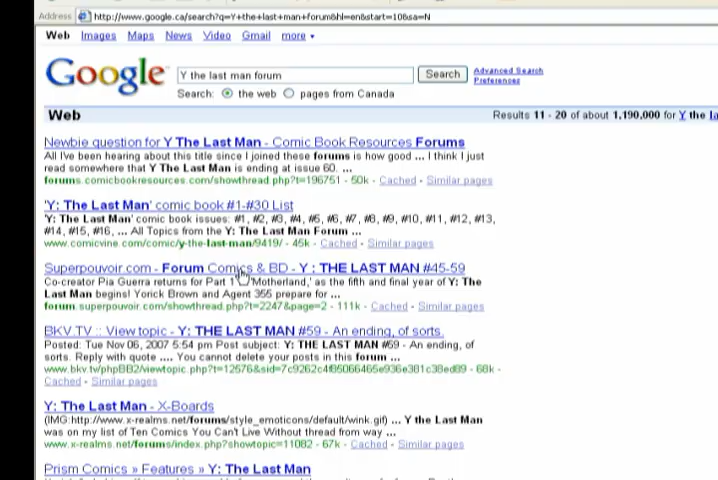 Address http://www.google.ca/search?q=Y+the+last+man+forum&hl=en&start=10&sa=N
Web Images Maps News Video Gmail more
Google Y the last man forum Search Advanced Search
Preferences
Search: the web pages from Canada
Web Results 11 - 20 of about 1,190,000 for Y the la
Newbie question for Y The Last Man - Comic Book Resources Forums
All I've been hearing about this title since I joined these forums is how good ... I think I just
read somewhere that Y The Last Man is ending at issue 60. ...
forums.comicbookresources.com/showthread.php?t=196751 - 50k - Cached - Similar pages
'Y: The Last Man' comic book #1-#30 List
'Y: The Last Man' comic book issues: #1, #2, #3, #4, #5, #6, #7, #8, #9, #10, #11, #12, #13,
#14, #15, #16, ... All Topics from the Y: The Last Man Forum ...
www.comicvine.com/comic/y-the-last-man/9419/ - 45k - Cached - Similar pages
Superpouvoir.com - Forum Comics & BD - Y : THE LAST MAN #45-59
Co-creator Pia Guerra returns for Part 1 'Motherland,' as the fifth and final year of Y: The
Last Man begins! Yorick Brown and Agent 355 prepare for ...
forum.superpouvoir.com/showthread.php?t=2247&page=2 - 111k - Cached - Similar pages
BKV.TV :: View topic - Y: THE LAST MAN #59 - An ending, of sorts.
Posted: Tue Nov 06, 2007 5:54 pm Post subject: Y: THE LAST MAN #59 - An ending, of
sorts. Reply with quote .... You cannot delete your posts in this forum ...
www.bkv.tv/phpBB2/viewtopic.php?t=12576 - 68k -
Cached - Similar pages
Y: The Last Man - X-Boards
(IMG:http://www.x-realms.net/forums/style_emoticons/default/wink.gif) ... Y the Last Man
was on my list of Ten Comics You Can't Live Without thread from way ...
www.x-realms.net/forums/index.php?showtopic=11082 - 67k - Cached - Similar pages
Prism Comics » Features » Y: The Last Man